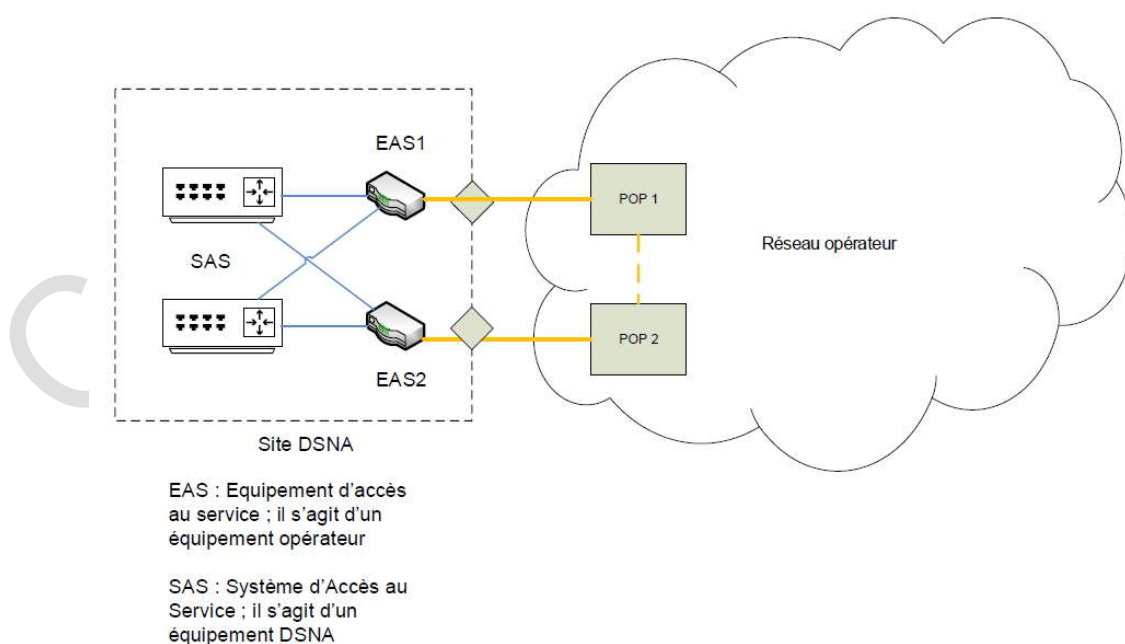 EAS1
POP 1
SAS
Réseau opérateur
POP 2
EAS2
Site DSNA
EAS : Equipement d'accès
au service ; il s'agit d'un
équipement opérateur
SAS : Système d'Accès au
Service ; il s'agit d'un
équipement DSNA